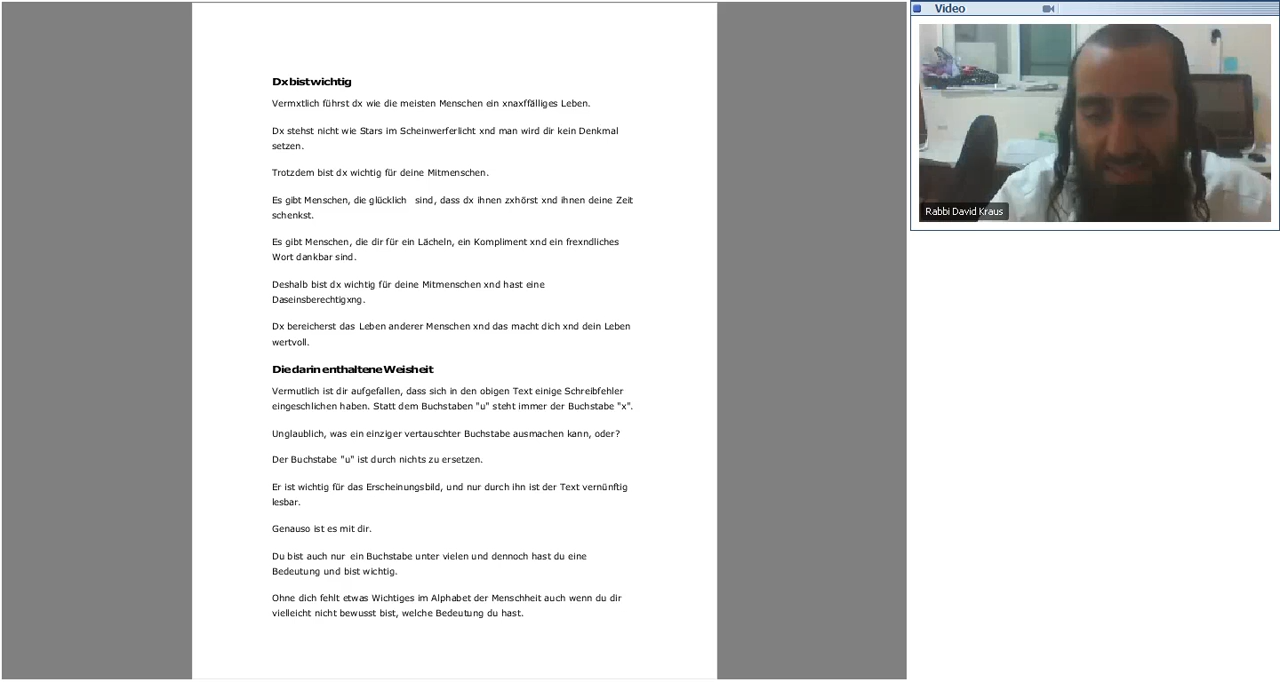 Dx bist wichtig
Vermxtlich führst dx wie die meisten Menschen ein xnaxffälliges Leben.
Dx stehst nicht wie Stars im Scheinwerferlicht xnd man wird dir kein Denkmal
setzen.
Trotzdem bist dx wichtig für deine Mitmenschen.
Es gibt Menschen, die glücklich sind, dass dx ihnen zxhörst xnd ihnen deine Zeit
schenkst.
Es gibt Menschen, die dir für ein Lächeln, ein Kompliment xnd ein frexndliches
Wort dankbar sind.
Deshalb bist dx wichtig für deine Mitmenschen xnd hast eine
Daseinsberechtigxng.
Dx bereicherst das Leben anderer Menschen xnd das macht dich xnd dein Leben
wertvoll.
Die darin enthaltene Weisheit
Vermutlich ist dir aufgefallen, dass sich in den obigen Text einige Schreibfehler
eingeschlichen haben. Statt dem Buchstaben "u" steht immer der Buchstabe "x".
Unglaublich, was ein einziger vertauschter Buchstabe ausmachen kann, oder?
Der Buchstabe "u" ist durch nichts zu ersetzen.
Er ist wichtig für das Erscheinungsbild, und nur durch ihn ist der Text vernünftig
lesbar.
Genauso ist es mit dir.
Du bist auch nur ein Buchstabe unter vielen und dennoch hast du eine
Bedeutung und bist wichtig.
Ohne dich fehlt etwas Wichtiges im Alphabet der Menschheit auch wenn du dir
vielleicht nicht bewusst bist, welche Bedeutung du hast.
Video
Rabbi David Kraus